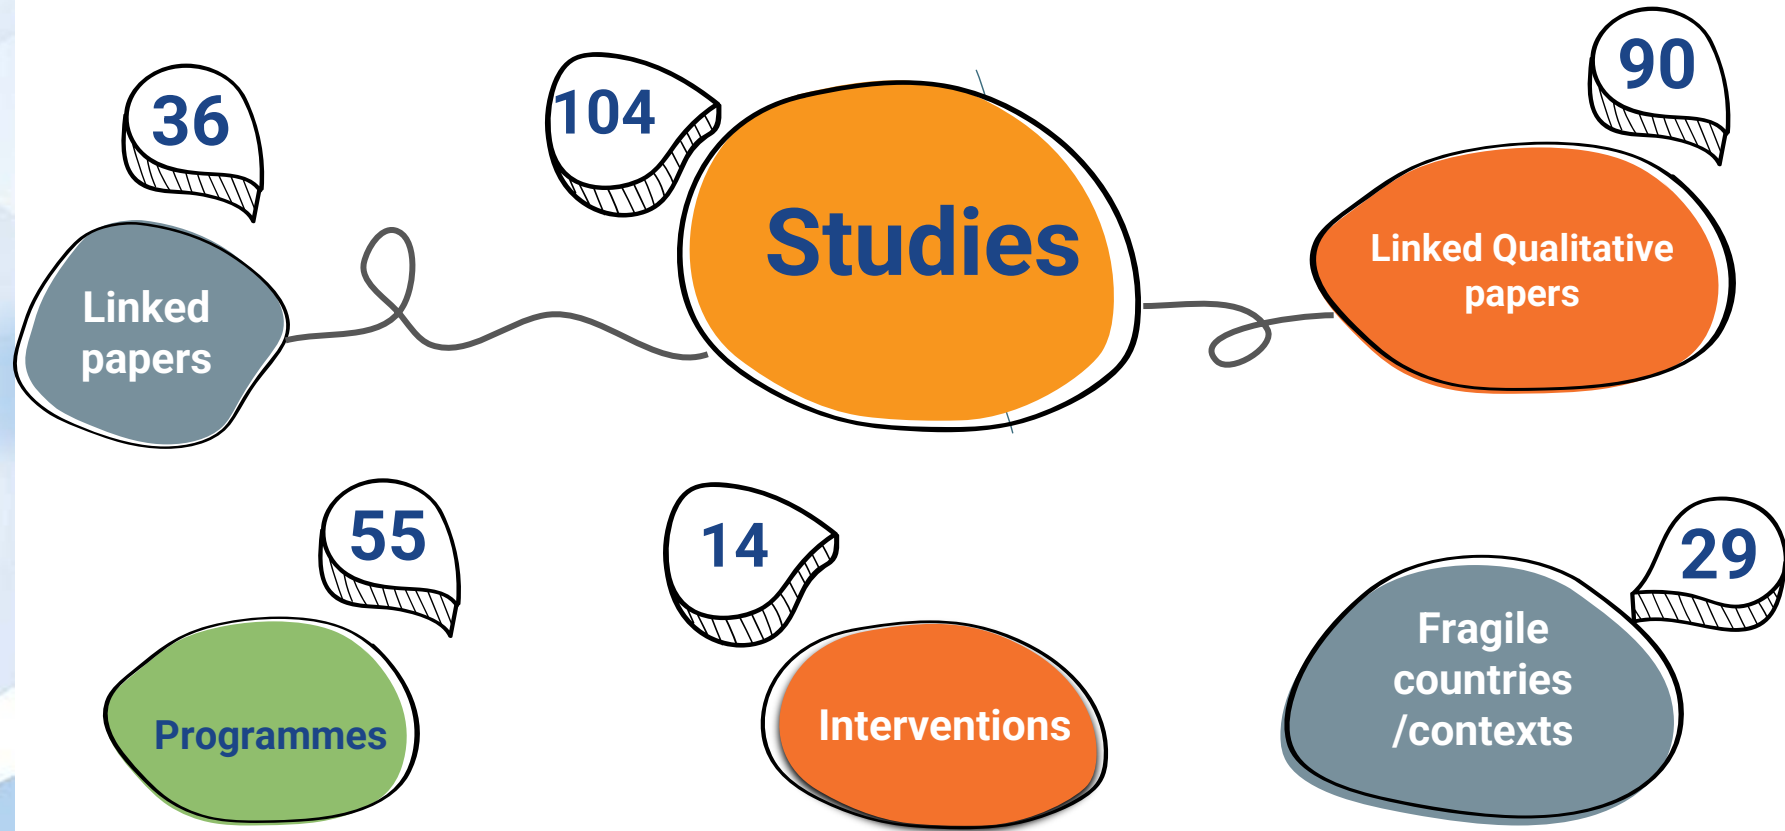 36
Linked
papers
104
Studies
90
Linked Qualitative
papers
55
Programmes
14
Interventions
29
Fragile
countries
/contexts